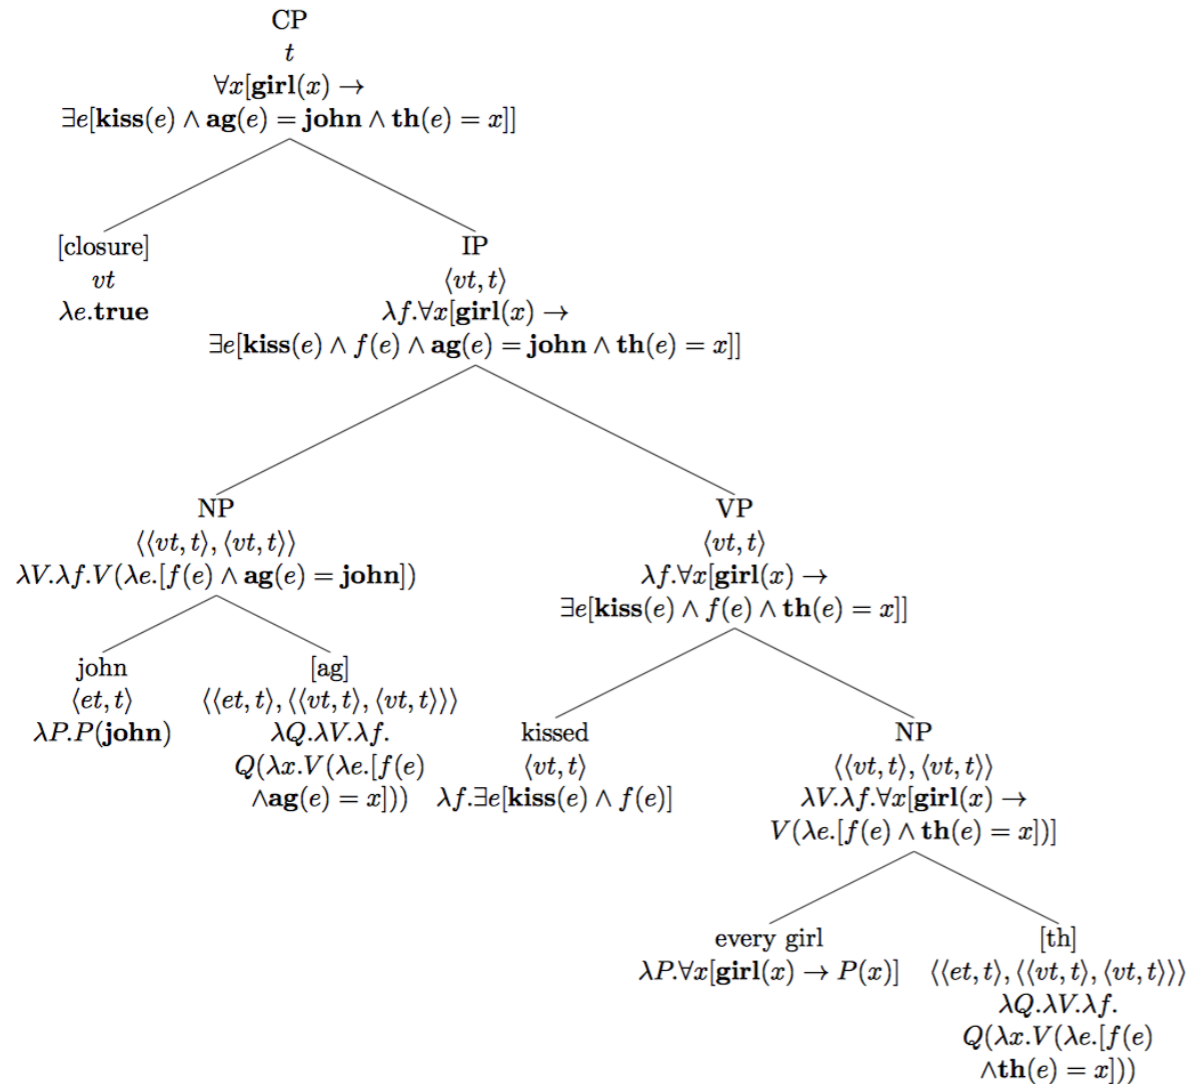 CP
t
∀x[girl(x) →
∃e[kiss(e) ∧ ag(e) = john ∧ th(e) = x]]
[closure]
vt
λe.true
IP
⟨vt, t⟩
λf.∀x[girl(x) →
∃e[kiss(e) ∧ f(e) ∧ ag(e) = john ∧ th(e) = x]]
NP
⟨⟨vt, t⟩, ⟨vt, t⟩⟩
λV.λf.V(λe.[f(e) ∧ ag(e) = john])
VP
⟨vt, t⟩
λf.∀x[girl(x) →
∃e[kiss(e) ∧ f(e) ∧ th(e) = x]]
john
⟨et, t⟩
λP.P(john)
[ag]
⟨⟨et, t⟩, ⟨⟨vt, t⟩, ⟨vt, t⟩⟩⟩
λQ.λV.λf.
Q(λx.V(λe.[f(e)
∧ag(e) = x]))
kissed
⟨vt, t⟩
λf.∃e[kiss(e) ∧ f(e)]
NP
⟨⟨vt, t⟩, ⟨vt, t⟩⟩
λV.λf.∀x[girl(x) →
V(λe.[f(e) ∧ th(e) = x])]
every girl
λP.∀x[girl(x) → P(x)]
[th]
⟨⟨et, t⟩, ⟨⟨vt, t⟩, ⟨vt, t⟩⟩⟩
λQ.λV.λf.
Q(λx.V(λe.[f(e)
∧th(e) = x]))